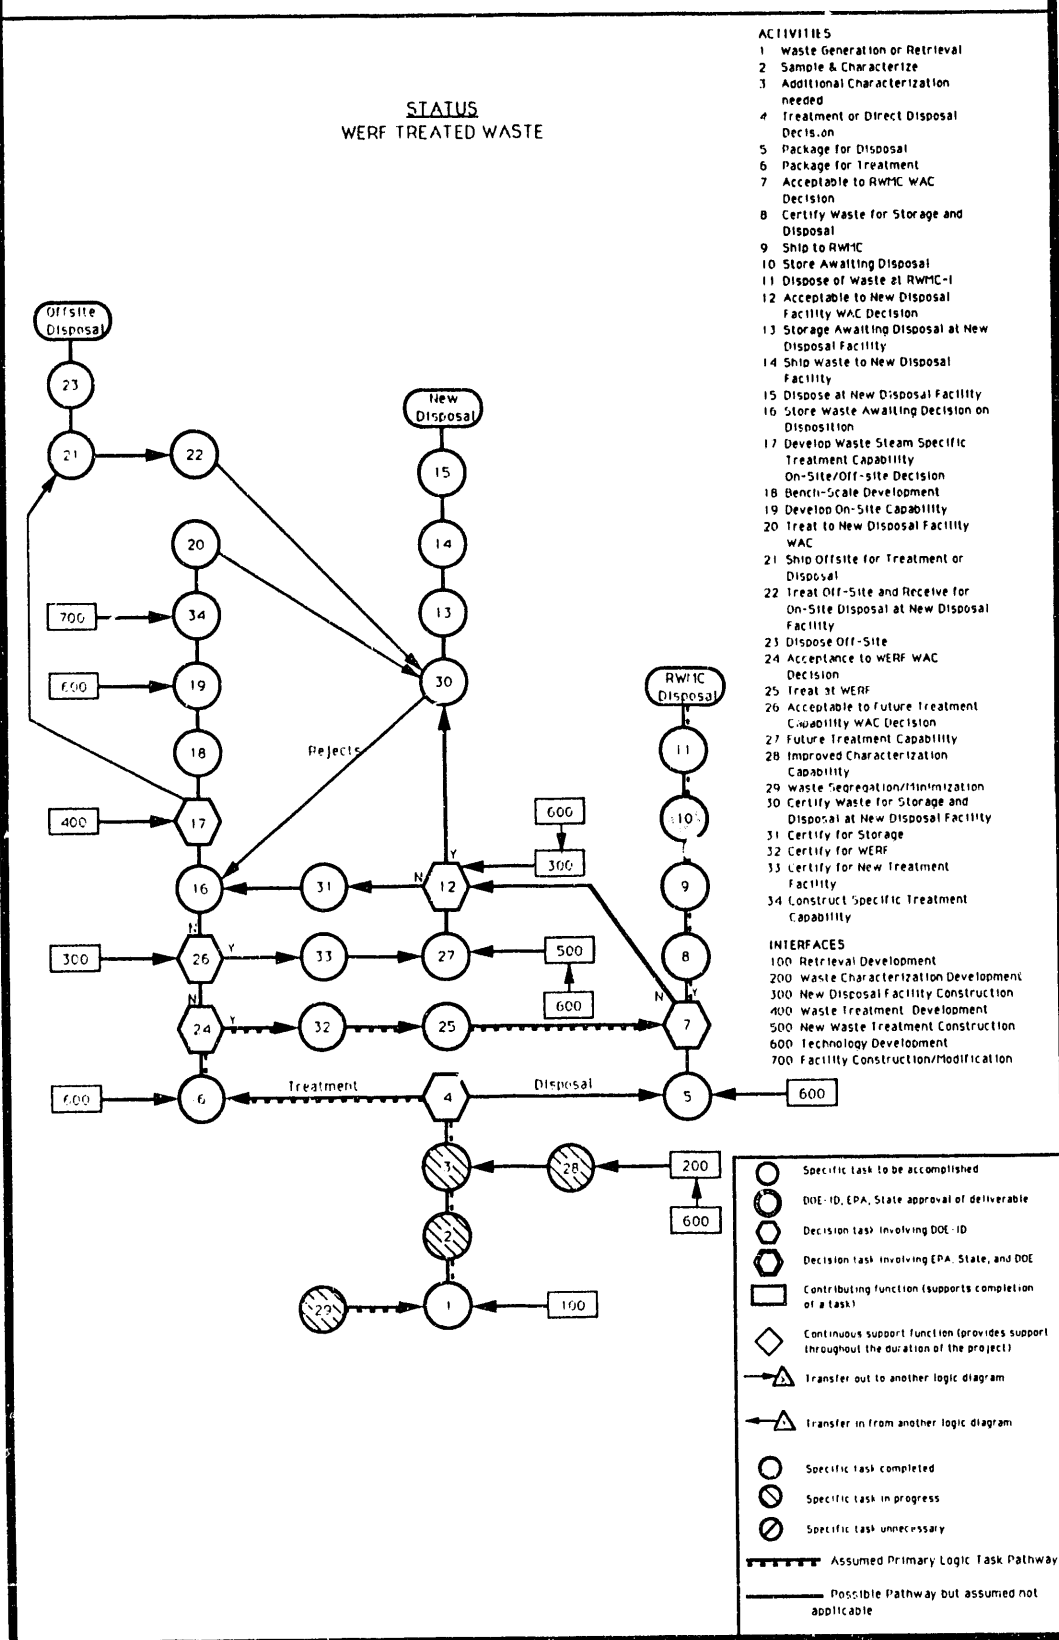 STATUS
WERF TREATED WASTE
ACTIVITIES
1 Waste Generation or Retrieval
2 Sample & Characterize
3 Additional Characterization
needed
4 Treatment or Direct Disposal
Decision
5 Package for Disposal
6 Package for Treatment
7 Acceptable to RWMC WAC
Decision
8 Certify Waste for Storage and
Disposal
9 Ship to RWMC
10 Store Awaiting Disposal
11 Dispose of Waste at RWMC-I
12 Acceptable to New Disposal
Facility WAC Decision
13 Storage Awaiting Disposal at New
Disposal Facility
14 Ship Waste to New Disposal
Facility
15 Dispose at New Disposal Facility
16 Store Waste Awaiting Decision on
Disposition
17 Develop Waste Steam Specific
Treatment Capability
On-Site/Off-site Decision
18 Bench-Scale Development
19 Develop On-Site Capability
20 Treat to New Disposal Facility
WAC
21 Ship Offsite for Treatment or
Disposal
22 Treat Off-Site and Receive for
On-Site Disposal at New Disposal
Facility
23 Dispose Off-Site
24 Acceptance to WERF WAC
Decision
25 Treat at WERF
26 Acceptable to Future Treatment
Capability WAC Decision
27 Future Treatment Capability
28 Improved Characterization
Capability
29 Waste Segregation/Minimization
30 Certify Waste for Storage and
Disposal at New Disposal Facility
31 Certify for Storage
32 Certify for WERF
33 Certify for New Treatment
Facility
34 Construct Specific Treatment
Capability
INTERFACES
100 Retrieval Development
200 Waste Characterization Development
300 New Disposal Facility Construction
400 Waste Treatment Development
500 New Waste Treatment Construction
600 Technology Development
700 Facility Construction/Modification
Offsite
Disposal
23
21
22
New
Disposal
15
20
14
700
34
13
600
19
30
RWMC
Disposal
18
Rejects
11
400
17
600
10
Y
300
16
31
N
12
9
N
300
26
Y
33
27
500
8
600
N
N
Y
24
Y
32
25
7
600
6
Treatment
4
Disposal
5
600
3
28
200
2
600
29
1
100
Specific task to be accomplished
DOE-ID, EPA, State approval of deliverable
Decision task involving DOE-ID
Decision task involving EPA, State, and DOE
Contributing function (supports completion
of a task)
Continuous support function (provides support
throughout the duration of the project)
Transfer out to another logic diagram
Transfer in from another logic diagram
Specific task completed
Specific task in progress
Specific task unnecessary
Assumed Primary Logic Task Pathway
Possible Pathway but assumed not
applicable